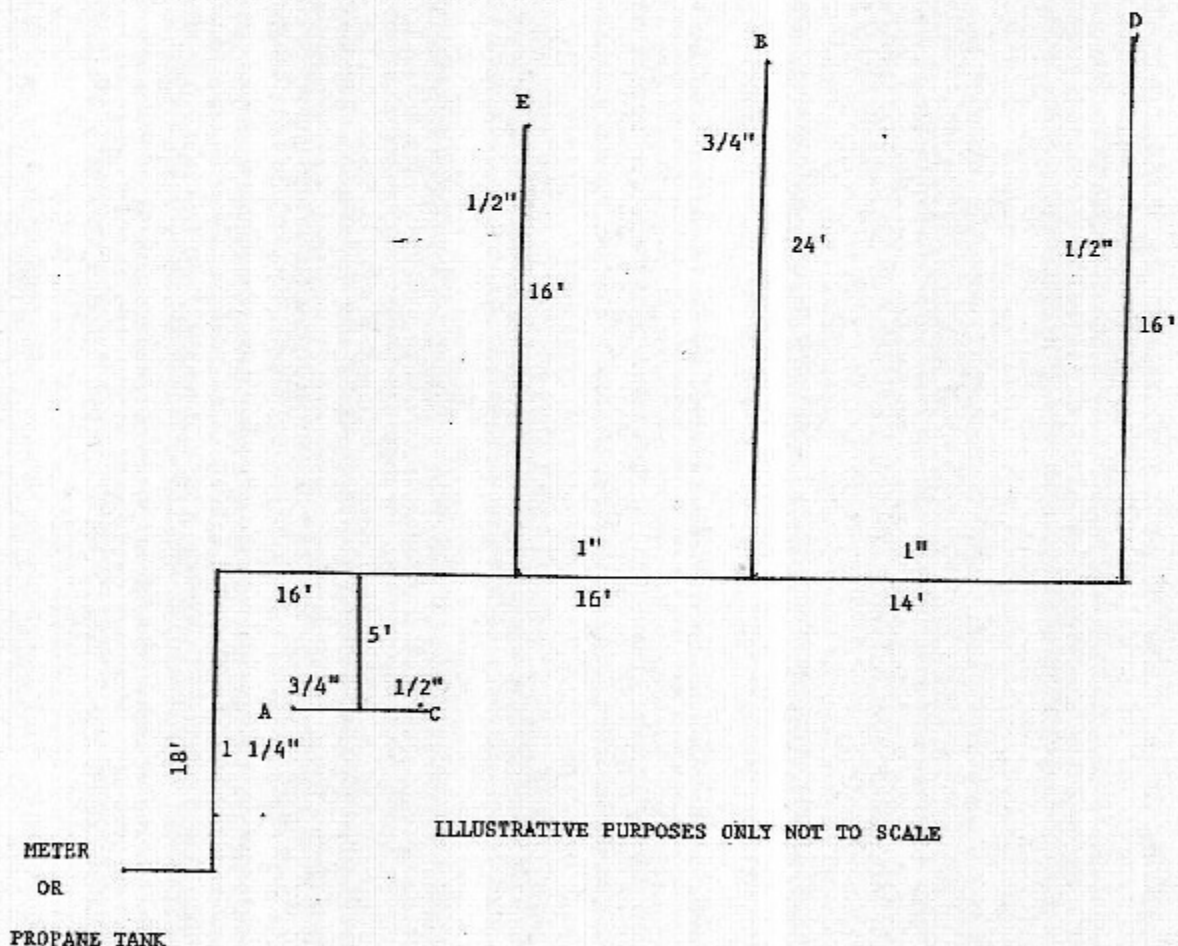 D
B
E
3/4"
1/2"
24'
1/2"
16'
16'
1"
1"
16'
16'
14'
5'
3/4"
1/2"
A
C
18'
1 1/4"
ILLUSTRATIVE PURPOSES ONLY NOT TO SCALE
METER
OR
PROPANE TANK